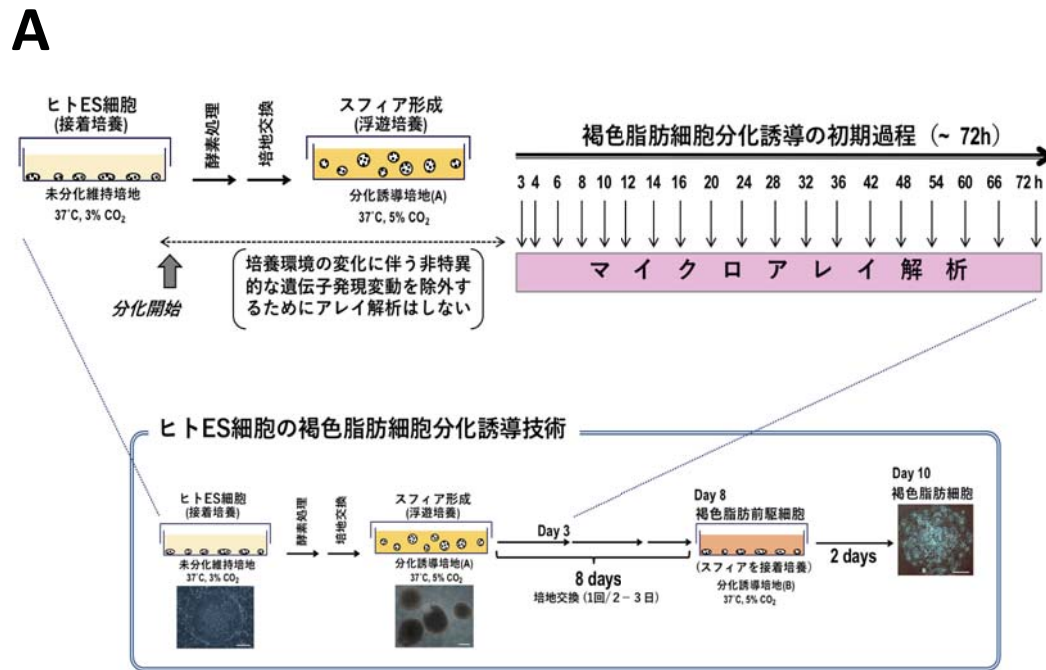 A
ヒトES細胞
(接着培養)
酵素処理
培地交換
スフィア形成
(浮遊培養)
未分化維持培地
37℃, 3% CO₂
分化誘導培地(A)
37℃, 5% CO₂
褐色脂肪細胞分化誘導の初期過程（~ 72h）
3 4 6 8 10 12 14 16 20 24 28 32 36 42 48 54 60 66 72 h
マイクロアレイ解析
分化開始
培養環境の変化に伴う非特異
的な遺伝子発現変動を除外す
るためにアレイ解析はしない
ヒトES細胞の褐色脂肪細胞分化誘導技術
ヒトES細胞
(接着培養)
酵素処理
培地交換
スフィア形成
(浮遊培養)
未分化維持培地
37℃, 3% CO₂
分化誘導培地(A)
37℃, 5% CO₂
Day 3
8 days
培地交換 (1回/2－3日)
Day 8
褐色脂肪前駆細胞
(スフィアを接着培養)
分化誘導培地(B)
37℃, 5% CO₂
2 days
Day 10
褐色脂肪細胞